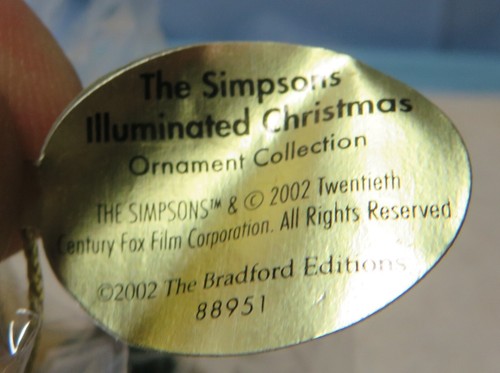 The Simpsons
Illuminated Christmas
Ornament Collection
THE SIMPSONS™ & © 2002 Twentieth
Century Fox Film Corporation. All Rights Reserved
©2002 The Bradford Editions
88951